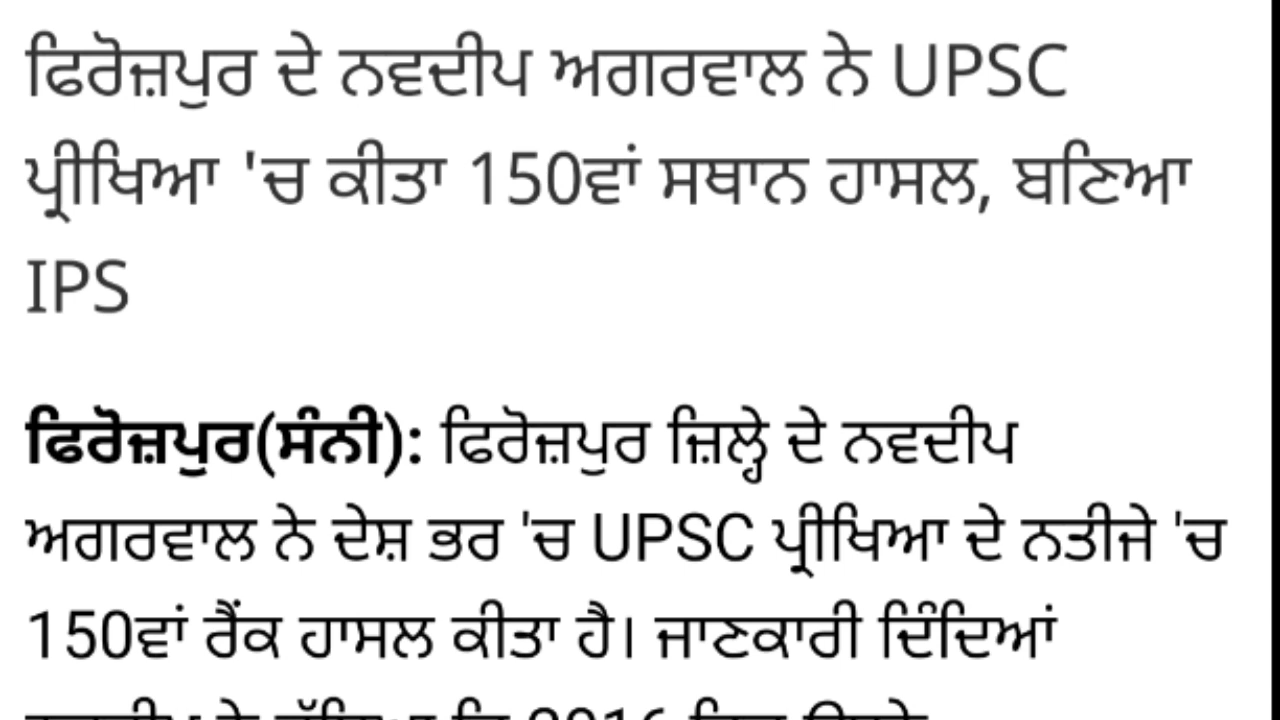 ਫਿਰੋਜ਼ਪੁਰ ਦੇ ਨਵਦੀਪ ਅਗਰਵਾਲ ਨੇ UPSC
ਪ੍ਰੀਖਿਆ 'ਚ ਕੀਤਾ 150ਵਾਂ ਸਥਾਨ ਹਾਸਲ, ਬਣਿਆ
IPS
ਫਿਰੋਜ਼ਪੁਰ(ਸੰਨੀ): ਫਿਰੋਜ਼ਪੁਰ ਜ਼ਿਲ੍ਹੇ ਦੇ ਨਵਦੀਪ
ਅਗਰਵਾਲ ਨੇ ਦੇਸ਼ ਭਰ 'ਚ UPSC ਪ੍ਰੀਖਿਆ ਦੇ ਨਤੀਜੇ 'ਚ
150ਵਾਂ ਰੈਂਕ ਹਾਸਲ ਕੀਤਾ ਹੈ। ਜਾਣਕਾਰੀ ਦਿੰਦਿਆਂ